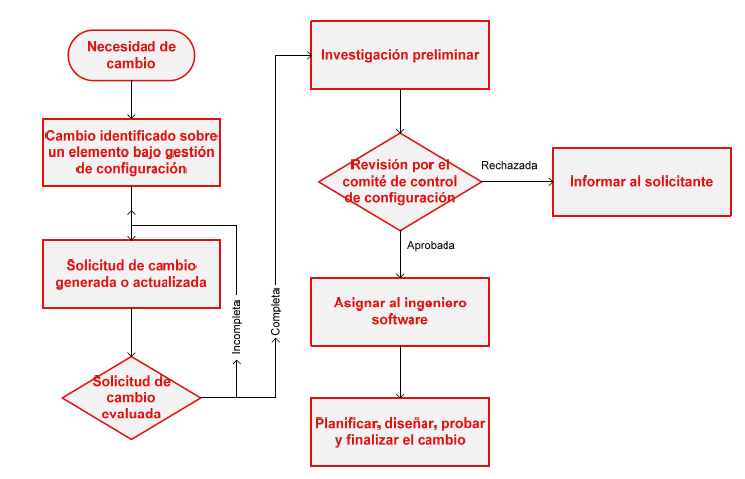 Necesidad de
cambio
Cambio identificado sobre
un elemento bajo gestión
de configuración
Solicitud de cambio
generada o actualizada
Solicitud de
cambio
evaluada
Incompleta
Completa
Investigación preliminar
Revisión por el
comité de control
de configuración
Rechazada
Informar al solicitante
Aprobada
Asignar al ingeniero
software
Planificar, diseñar, probar
y finalizar el cambio